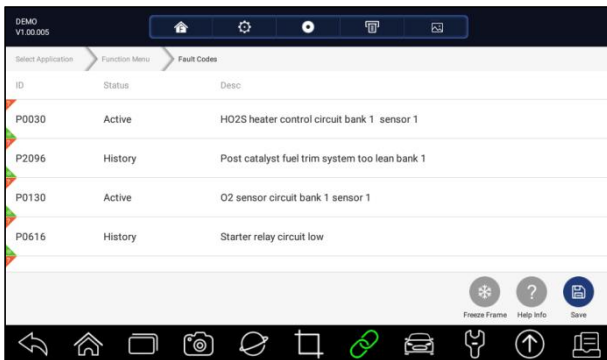 DEMO
V1.00.005
Select Application Function Menu Fault Codes
ID Status Desc
P0030 Active HO2S heater control circuit bank 1 sensor 1
P2096 History Post catalyst fuel trim system too lean bank 1
P0130 Active O2 sensor circuit bank 1 sensor 1
P0616 History Starter relay circuit low
Freeze Frame Help Info Save